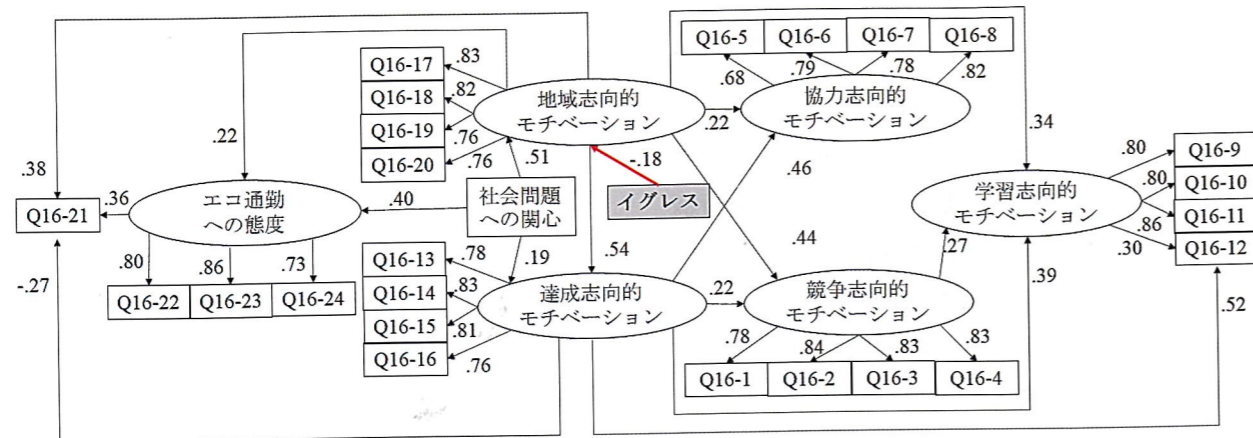 Q16-5 Q16-6 Q16-7 Q16-8
.68 .79 .78 .82
Q16-17 .83
Q16-18 .82
Q16-19 .76
Q16-20 .76
地域志向的
モチベーション
協力志向的
モチベーション
.22
.22
.51
-.18
.46
.34
.38
Q16-21
.36
エコ通勤
への態度
.40
社会問題
への関心
イグレス
学習志向的
モチベーション
.80 Q16-9
.80 Q16-10
.86 Q16-11
.30 Q16-12
-.27
.80 .86 .73
Q16-22 Q16-23 Q16-24
.19
.54
.44
.27
.39
.52
Q16-13 .78
Q16-14 .83
Q16-15 .81
Q16-16 .76
達成志向的
モチベーション
.22
競争志向的
モチベーション
.78 .84 .83 .83
Q16-1 Q16-2 Q16-3 Q16-4